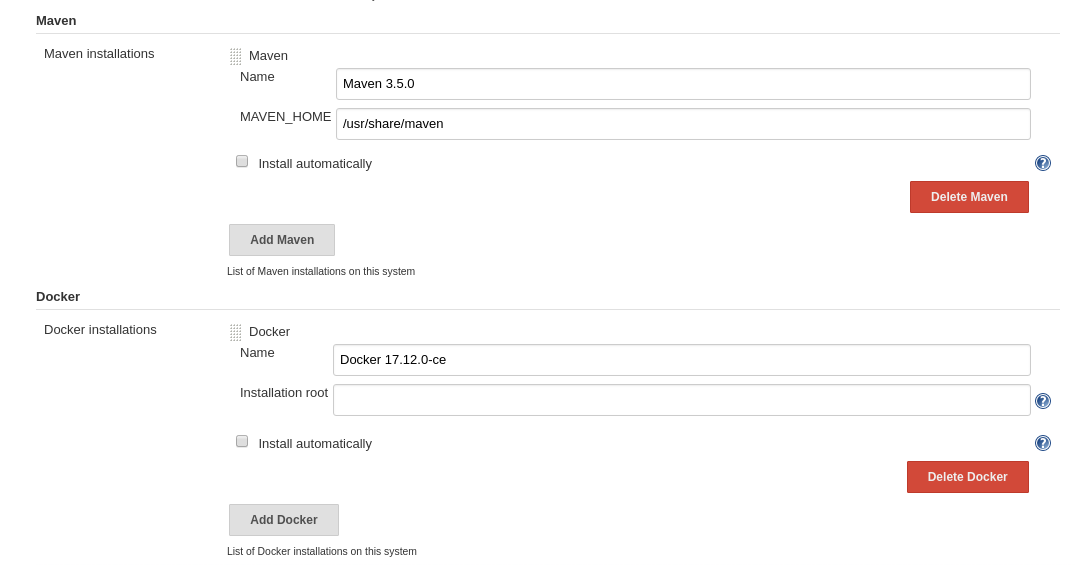 Maven
Maven installations
Maven
Name
Maven 3.5.0
MAVEN_HOME
/usr/share/maven
Install automatically
Delete Maven
Add Maven
List of Maven installations on this system
Docker
Docker installations
Docker
Name
Docker 17.12.0-ce
Installation root
Install automatically
Delete Docker
Add Docker
List of Docker installations on this system